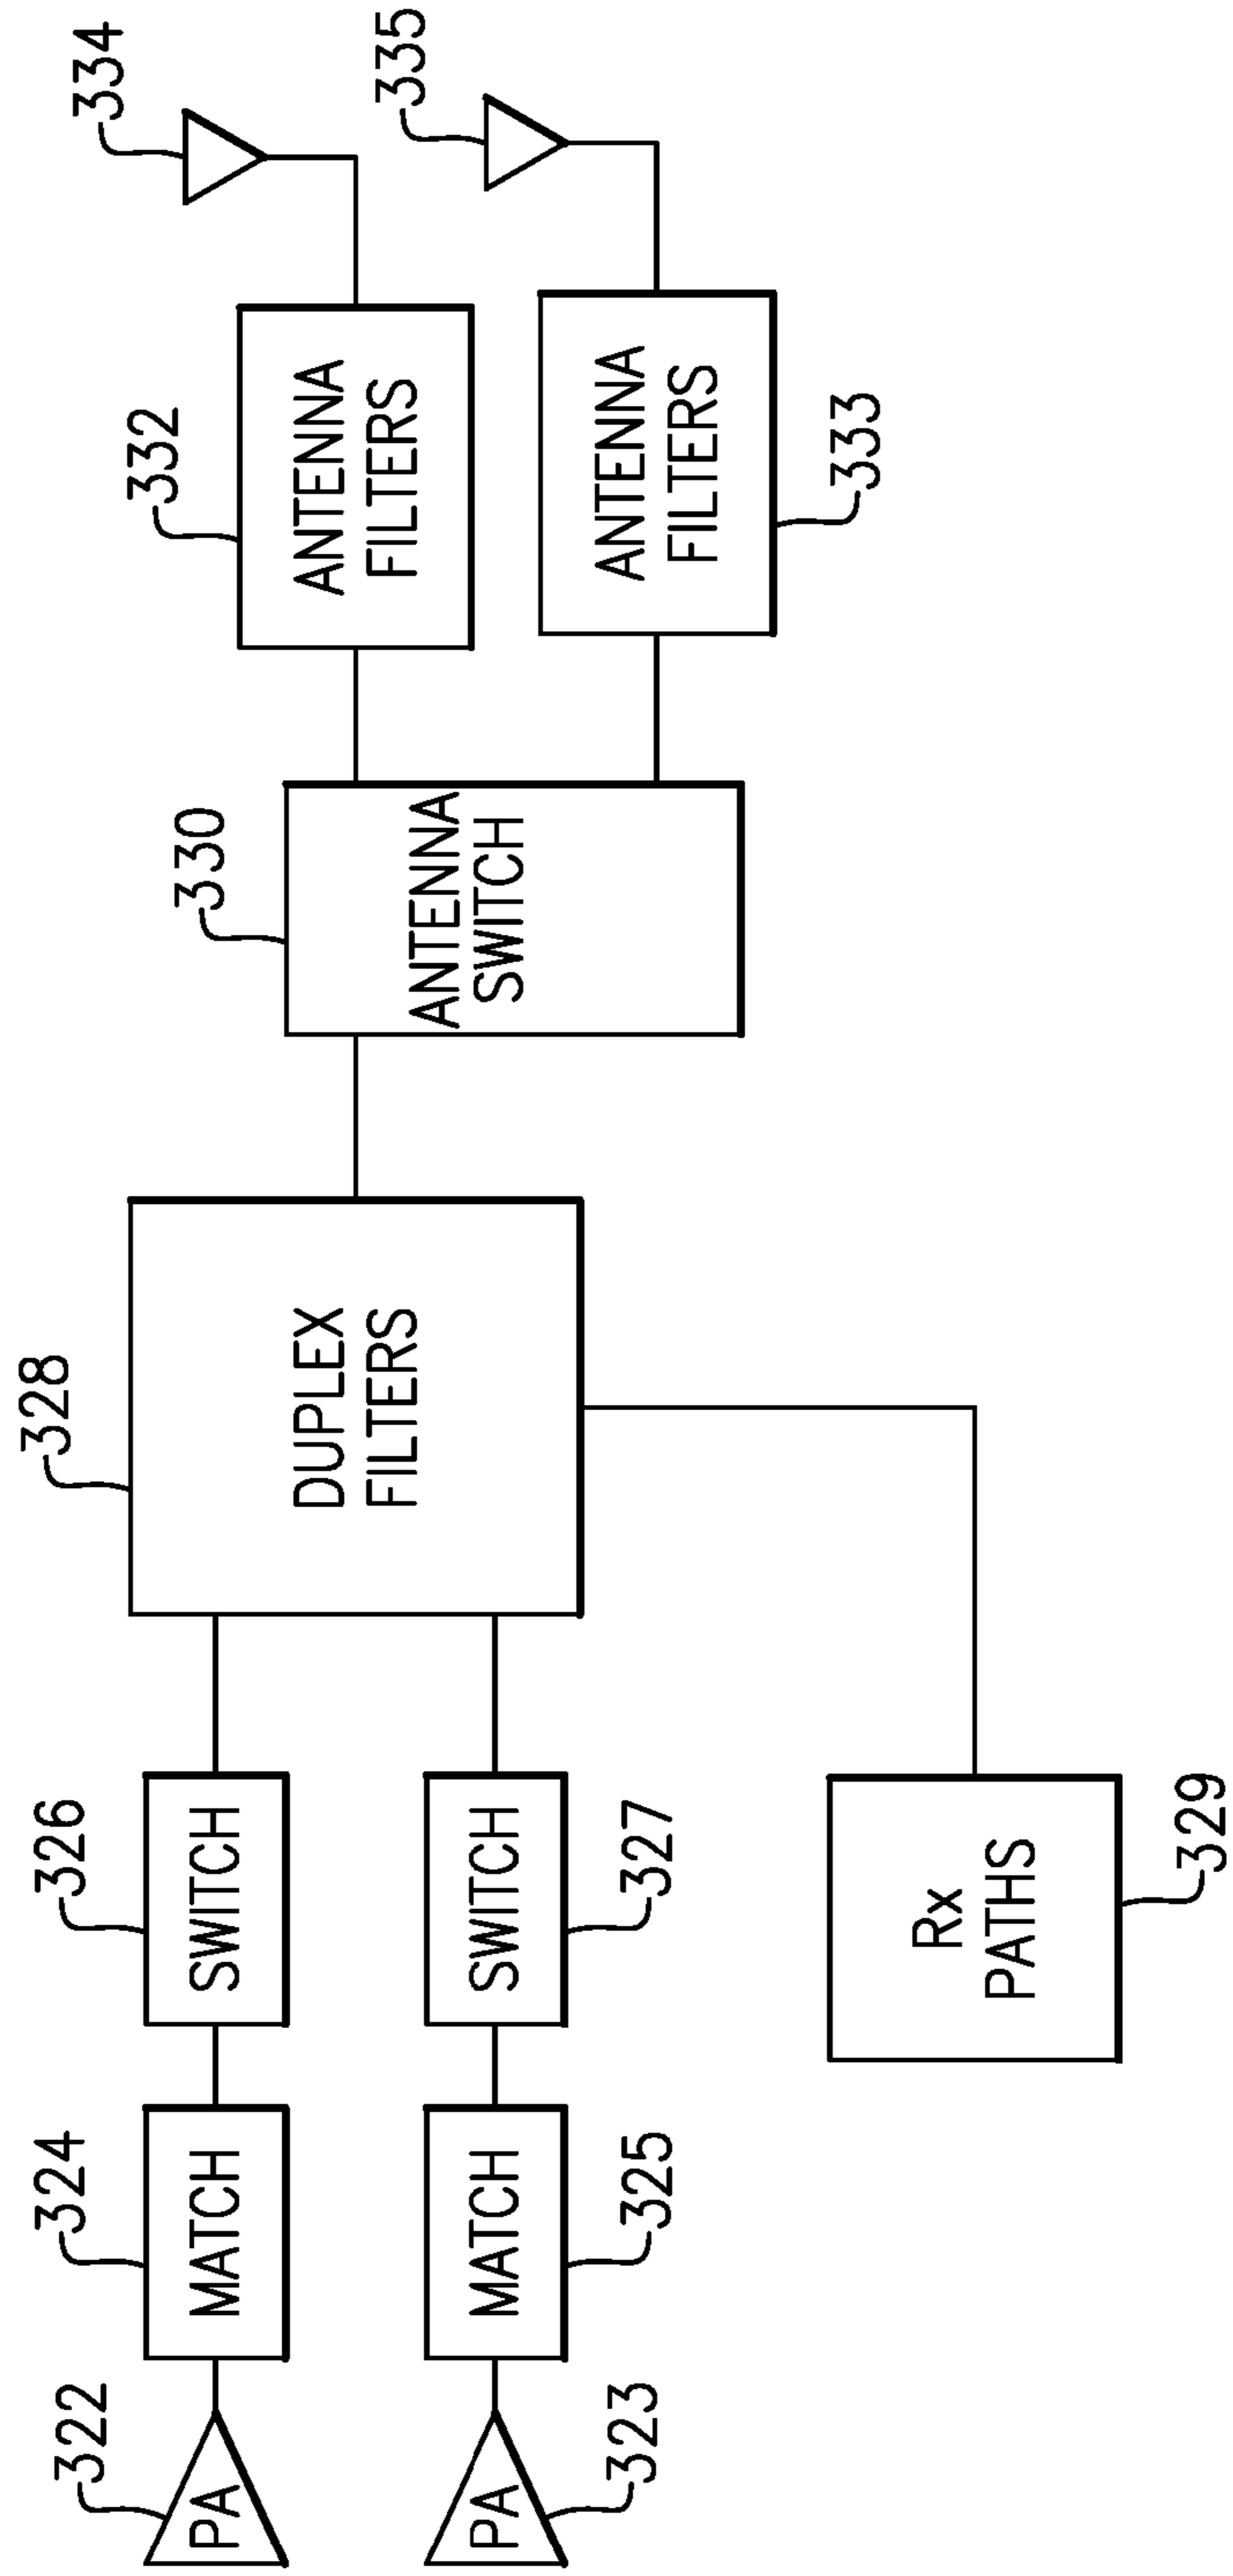 322
PA
324
MATCH
326
SWITCH
328
DUPLEX
FILTERS
330
ANTENNA
SWITCH
332
ANTENNA
FILTERS
334
PA
323
MATCH
325
SWITCH
327
ANTENNA
FILTERS
333
335
Rx
PATHS
329